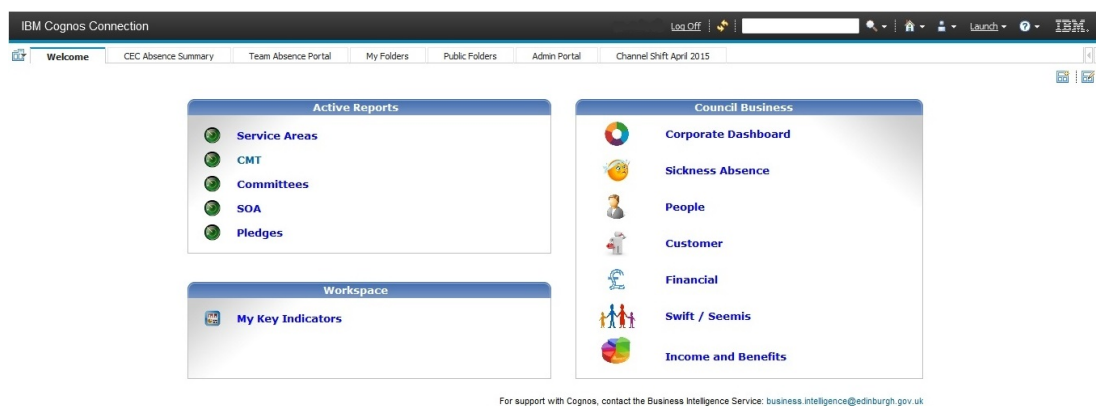 IBM Cognos Connection
Log Off
Launch
IBM.
Welcome
CEC Absence Summary
Team Absence Portal
My Folders
Public Folders
Admin Portal
Channel Shift April 2015
Active Reports
Service Areas
CMT
Committees
SOA
Pledges
Workspace
My Key Indicators
Council Business
Corporate Dashboard
Sickness Absence
People
Customer
Financial
Swift / Seemis
Income and Benefits
For support with Cognos, contact the Business Intelligence Service: business.intelligence@edinburgh.gov.uk